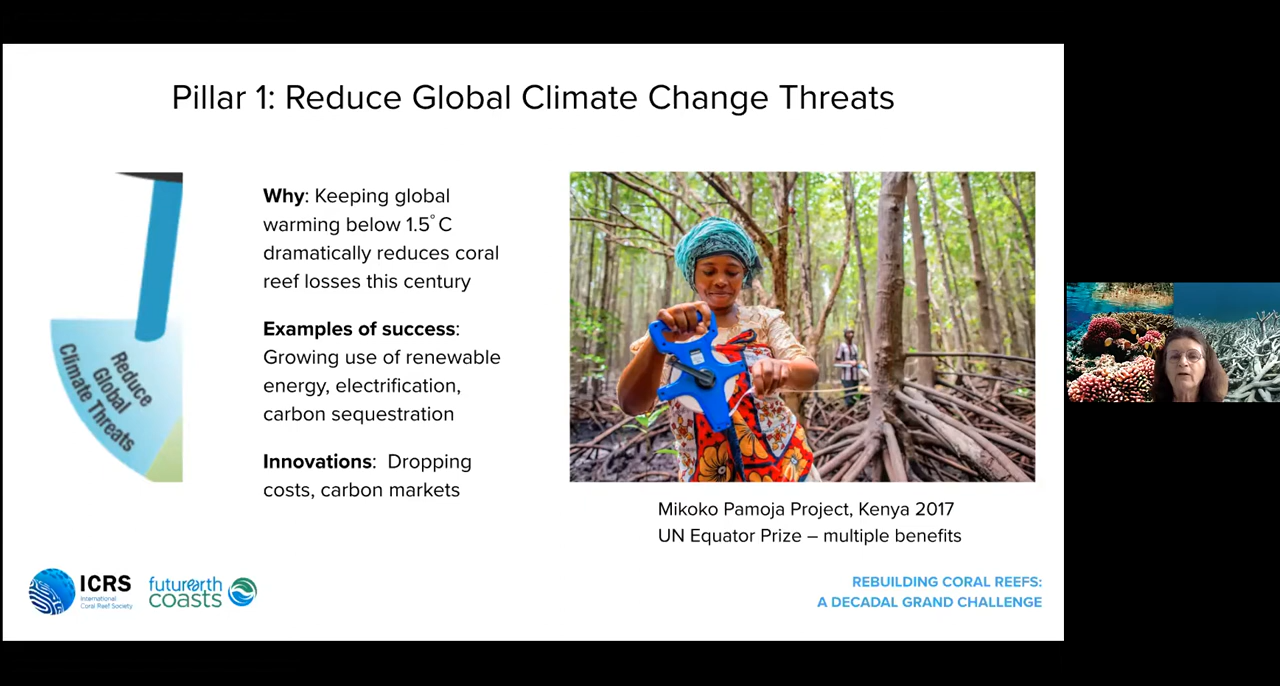 Pillar 1: Reduce Global Climate Change Threats
Reduce
Global
Climate Threats
Why: Keeping global
warming below 1.5°C
dramatically reduces coral
reef losses this century
Examples of success:
Growing use of renewable
energy, electrification,
carbon sequestration
Innovations: Dropping
costs, carbon markets
Mikoko Pamoja Project, Kenya 2017
UN Equator Prize – multiple benefits
ICRS
International
Coral Reef Society
futurearth
coasts
REBUILDING CORAL REEFS:
A DECADAL GRAND CHALLENGE